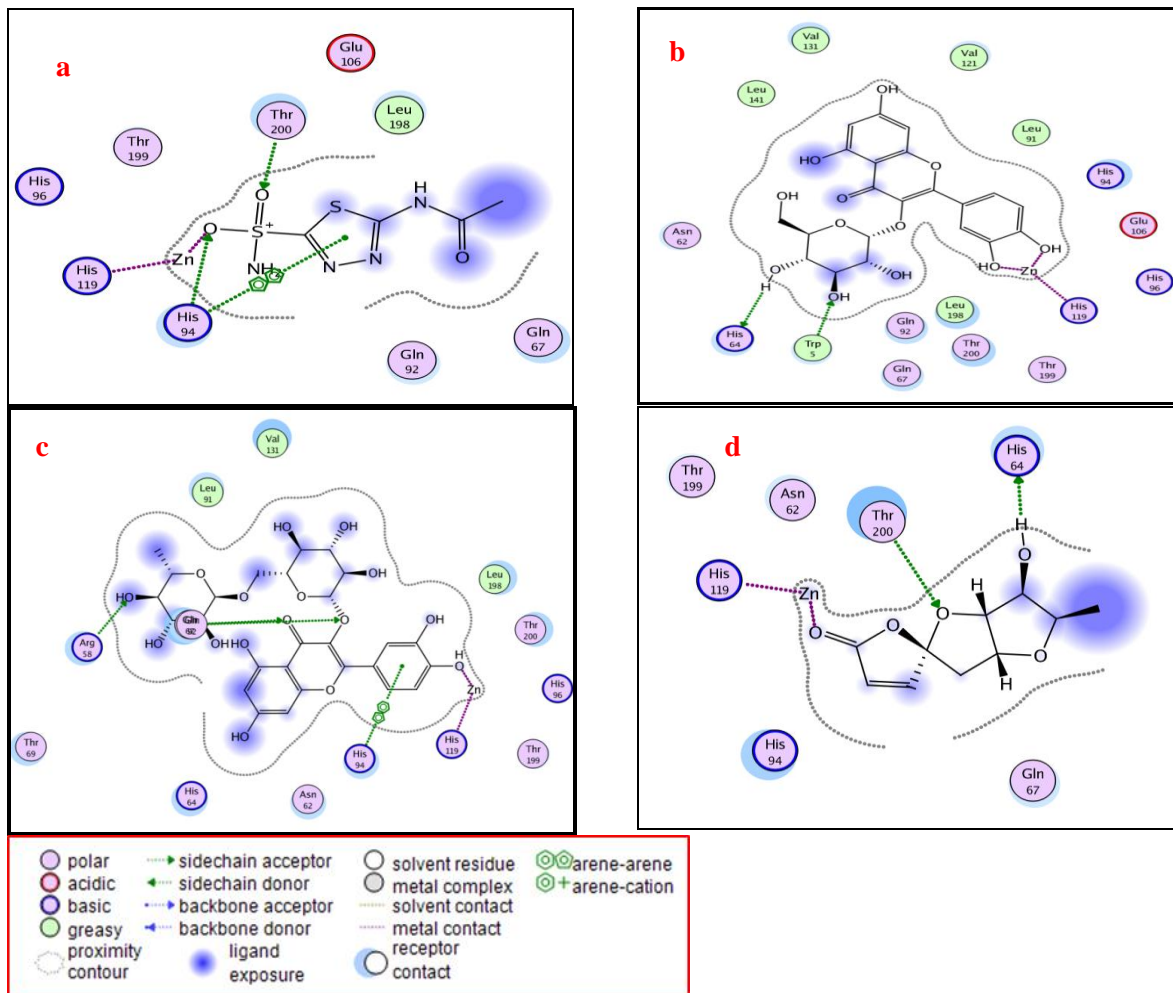 a
Glu
106
Thr
200
Leu
198
Thr
199
His
96
O
O
S
+
S
NH
Zn
NH
N
N
O
His
119
His
94
Gln
92
Gln
67
b
Val
131
Val
121
Leu
141
OH
Leu
91
HO
O
O
His
94
OH
Glu
106
Asn
62
O
O
O
OH
OH
HO
Zn
His
96
O
H
OH
His
64
Trp
5
Gln
92
Leu
198
His
119
Gln
67
Thr
200
Thr
199
c
Val
131
Leu
91
HO
OH
O
OH
O
O
HO
O
O
Leu
198
Thr
200
HO
OH
OH
OH
H
O
Zn
Arg
58
O
HO
His
96
Thr
69
His
94
His
119
Thr
199
His
64
Asn
62
d
His
64
Thr
199
Asn
62
Thr
200
H
O
His
119
Zn
O
O
O
H
H
O
His
94
Gln
67
polar
acidic
basic
greasy
proximity
contour
sidechain acceptor
sidechain donor
backbone acceptor
backbone donor
ligand
exposure
solvent residue
metal complex
solvent contact
metal contact
receptor
contact
arene-arene
arene-cation